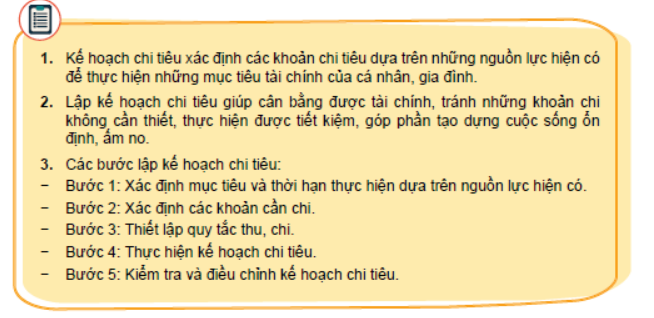 1. Kế hoạch chi tiêu xác định các khoản chi tiêu dựa trên những nguồn lực hiện có
để thực hiện những mục tiêu tài chính của cá nhân, gia đình.
2. Lập kế hoạch chi tiêu giúp cân bằng được tài chính, tránh những khoản chi
không cần thiết, thực hiện được tiết kiệm, góp phần tạo dựng cuộc sống ổn
định, ấm no.
3. Các bước lập kế hoạch chi tiêu:
− Bước 1: Xác định mục tiêu và thời hạn thực hiện dựa trên nguồn lực hiện có.
− Bước 2: Xác định các khoản cần chi.
− Bước 3: Thiết lập quy tắc thu, chi.
− Bước 4: Thực hiện kế hoạch chi tiêu.
− Bước 5: Kiểm tra và điều chỉnh kế hoạch chi tiêu.